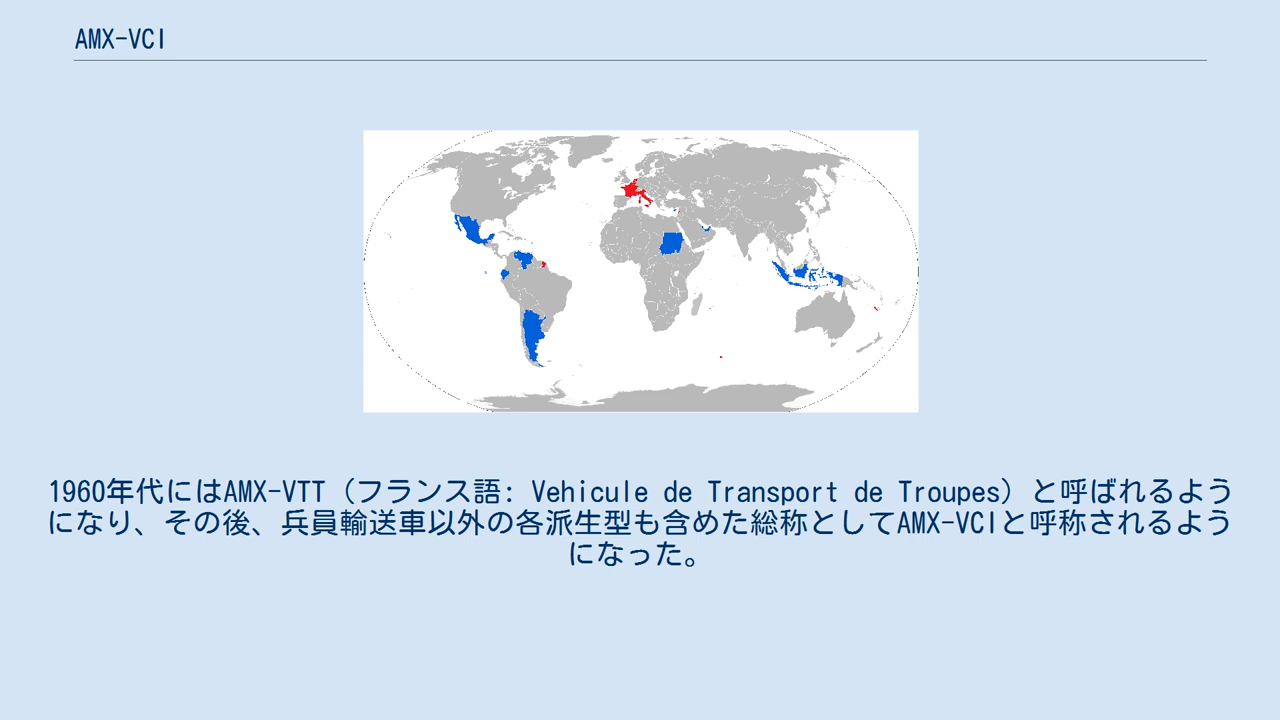 AMX-VCI
1960年代にはAMX-VTT（フランス語: Vehicule de Transport de Troupes）と呼ばれるよう
になり、その後、兵員輸送車以外の各派生型も含めた総称としてAMX-VCIと呼称されるよう
になった。